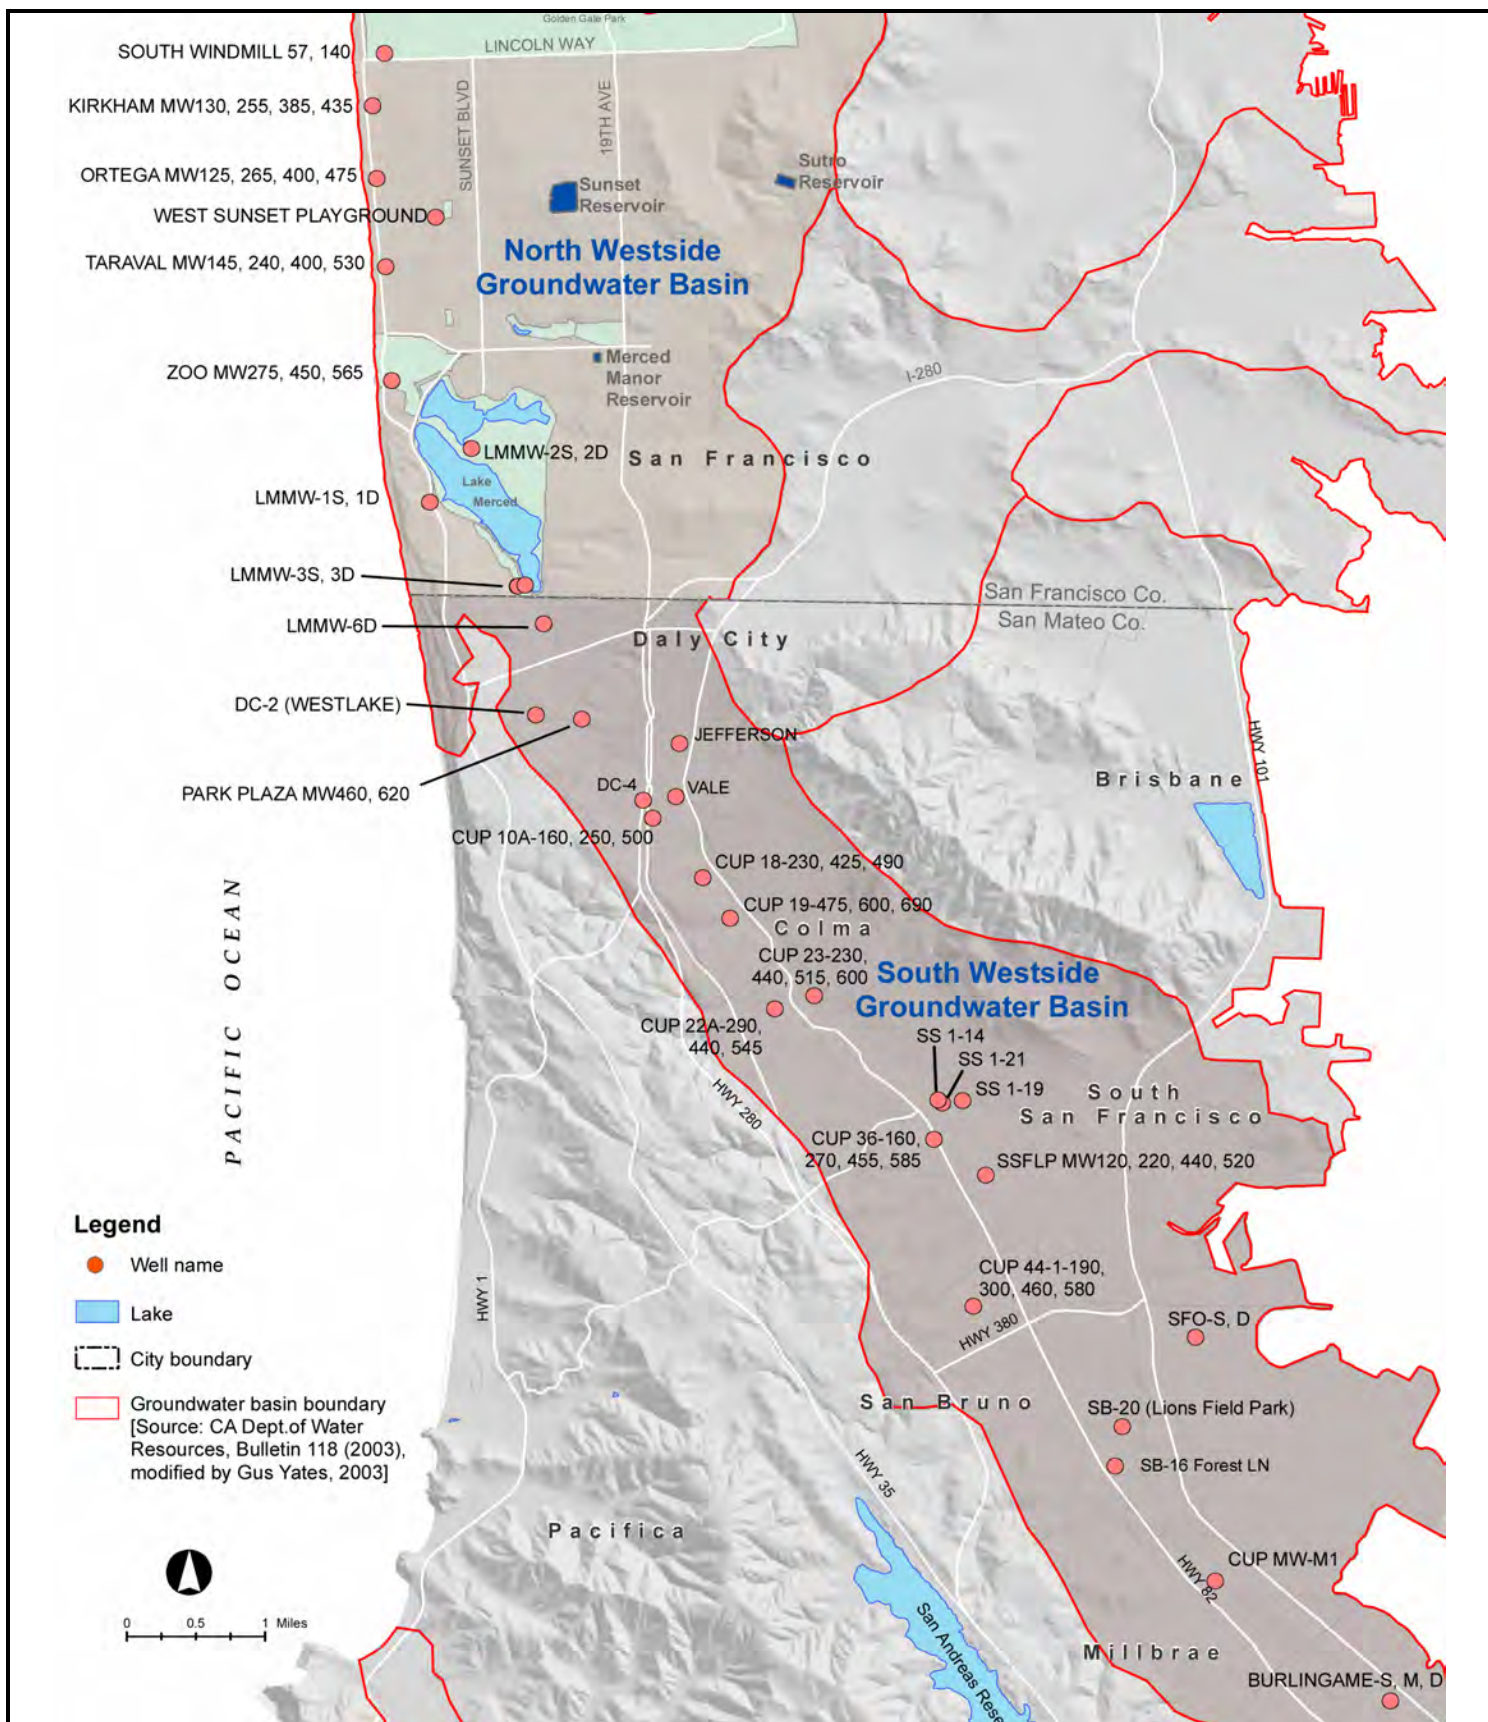 Golden Gate Park
SOUTH WINDMILL 57, 140
LINCOLN WAY
KIRKHAM MW130, 255, 385, 435
SUNSET BLVD
19TH AVE
ORTEGA MW125, 265, 400, 475
Sunset
Reservoir
Sutro
Reservoir
WEST SUNSET PLAYGROUND
North Westside
Groundwater Basin
TARAVAL MW145, 240, 400, 530
Merced
Manor
Reservoir
ZOO MW275, 450, 565
I-280
LMMW-2S, 2D
San Francisco
Lake
Merced
LMMW-1S, 1D
LMMW-3S, 3D
San Francisco Co.
San Mateo Co.
LMMW-6D
Daly City
DC-2 (WESTLAKE)
JEFFERSON
HWY 101
Brisbane
PARK PLAZA MW460, 620
DC-4
VALE
CUP 10A-160, 250, 500
CUP 18-230, 425, 490
CUP 19-475, 600, 690
Colma
PACIFIC OCEAN
CUP 23-230,
440, 515, 600
South Westside
Groundwater Basin
CUP 22A-290,
440, 545
SS 1-14
SS 1-21
SS 1-19
South
San Francisco
HWY 280
CUP 36-160,
270, 455, 585
SSFLP MW120, 220, 440, 520
Legend
Well name
Lake
City boundary
Groundwater basin boundary
[Source: CA Dept.of Water
Resources, Bulletin 118 (2003),
modified by Gus Yates, 2003]
HWY 1
CUP 44-1-190,
300, 460, 580
HWY 380
SFO-S, D
San Bruno
SB-20 (Lions Field Park)
SB-16 Forest LN
HWY 35
Pacifica
CUP MW-M1
HWY 82
San Andreas Rese
Millbrae
BURLINGAME-S, M, D
0 0.5 1 Miles